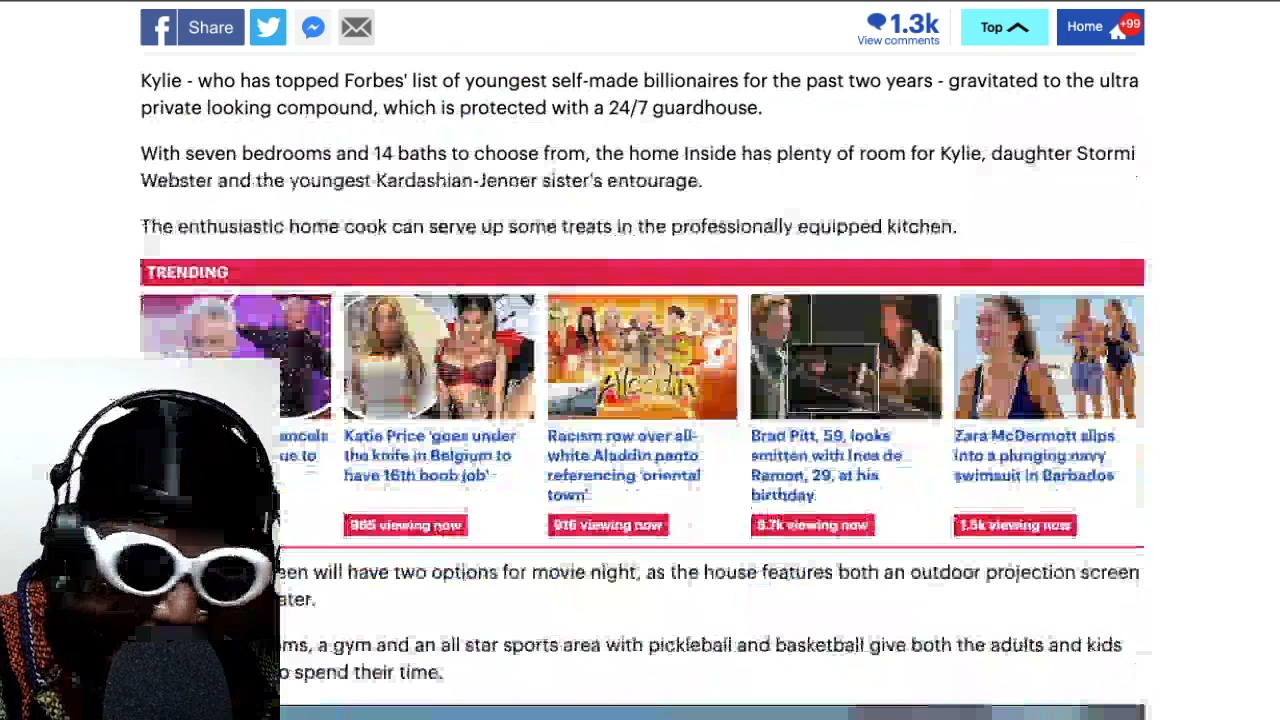 Share
1.3k
View comments
Top
Home
+99
Kylie - who has topped Forbes' list of youngest self-made billionaires for the past two years - gravitated to the ultra
private looking compound, which is protected with a 24/7 guardhouse.
With seven bedrooms and 14 baths to choose from, the home Inside has plenty of room for Kylie, daughter Stormi
Webster and the youngest Kardashian-Jenner sister's entourage.
The enthusiastic home cook can serve up some treats in the professionally equipped kitchen.
TRENDING
Aladdin
ue to
Katie Price 'goes under
the knife in Belgium to
have 16th boob job'
Racism row over all-
white Aladdin panto
referencing 'oriental
town'
Brad Pitt, 59, looks
smitten with Ines de
Ramon, 29, at his
birthday
Zara McDermott slips
into a plunging navy
swimsuit in Barbados
965 viewing now
916 viewing now
6.7k viewing now
1.5k viewing now
een will have two options for movie night, as the house features both an outdoor projection screen
ater.
ms, a gym and an all star sports area with pickleball and basketball give both the adults and kids
o spend their time.